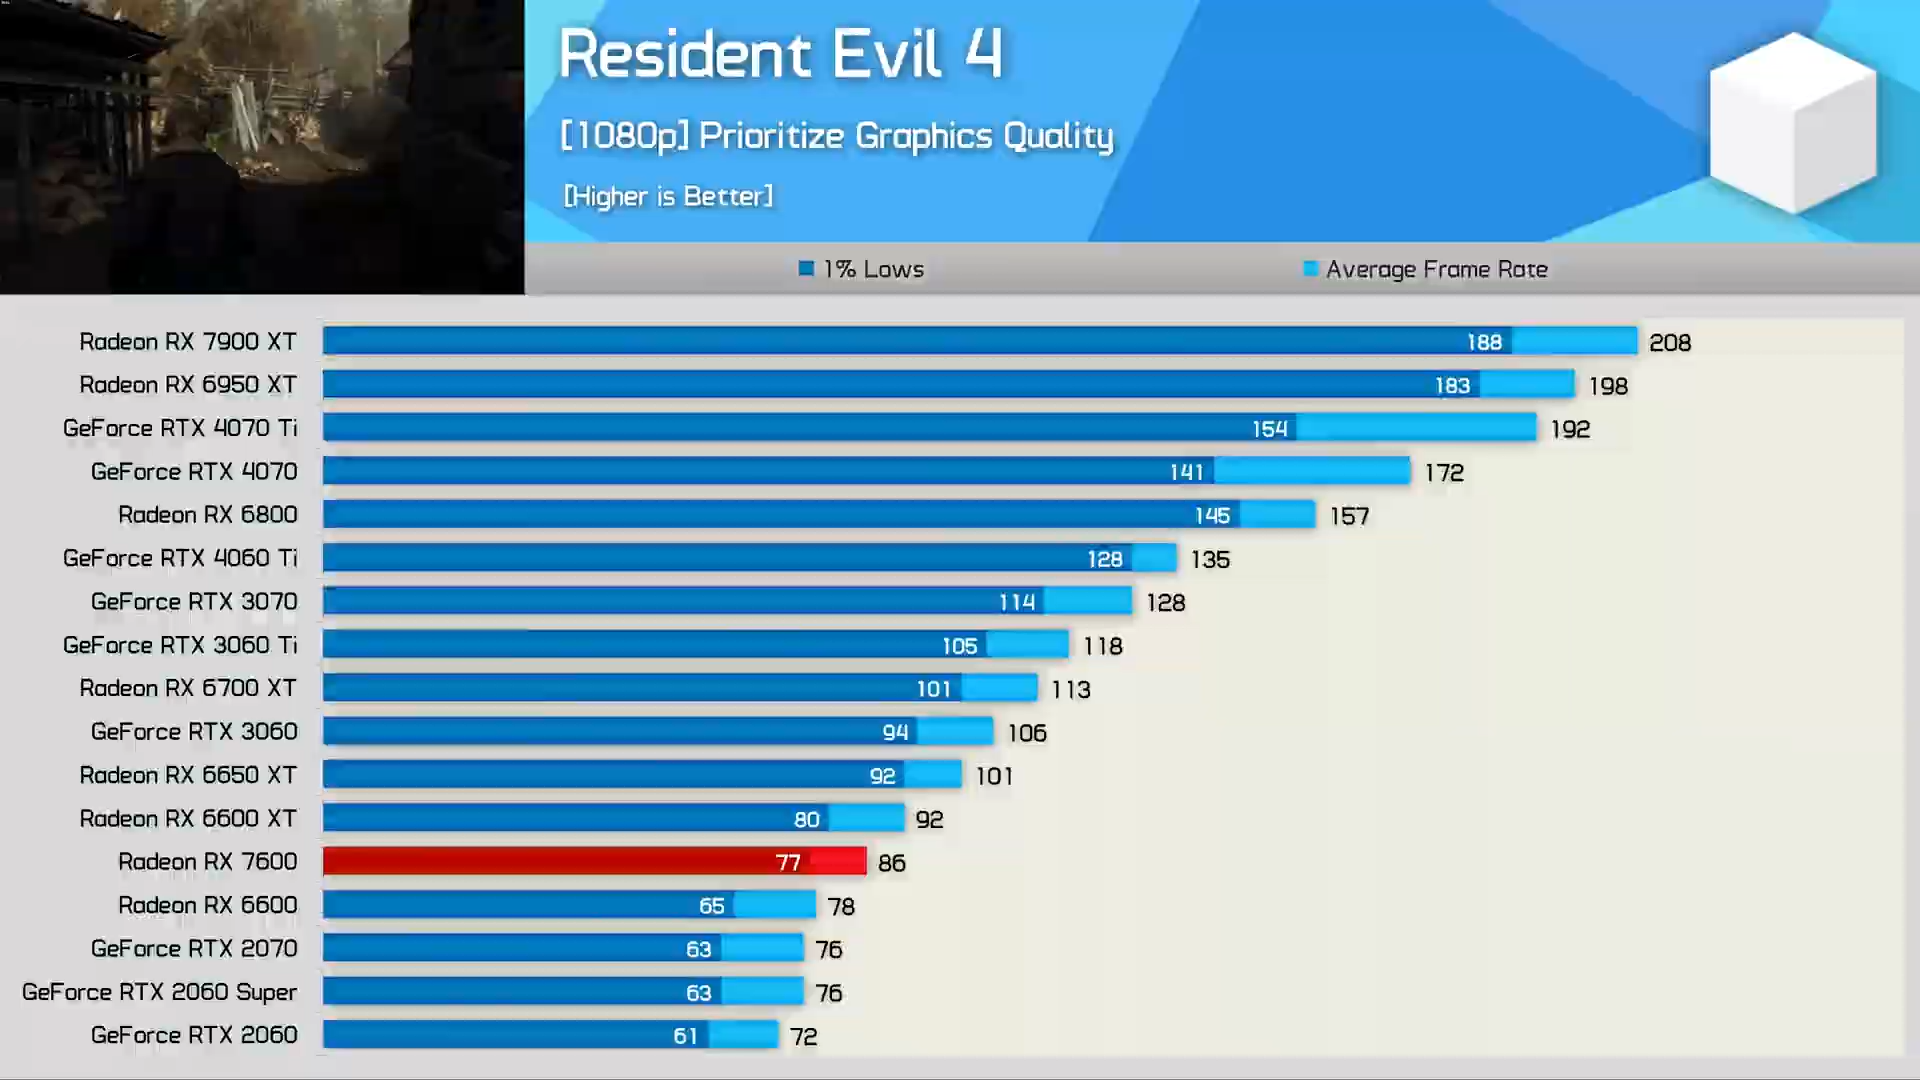 Resident Evil 4
[1080p] Prioritize Graphics Quality
[Higher is Better]
1% Lows Average Frame Rate
Radeon RX 7900 XT 188 208
Radeon RX 6950 XT 183 198
GeForce RTX 4070 Ti 154 192
GeForce RTX 4070 141 172
Radeon RX 6800 145 157
GeForce RTX 4060 Ti 128 135
GeForce RTX 3070 114 128
GeForce RTX 3060 Ti 105 118
Radeon RX 6700 XT 101 113
GeForce RTX 3060 94 106
Radeon RX 6650 XT 92 101
Radeon RX 6600 XT 80 92
Radeon RX 7600 77 86
Radeon RX 6600 65 78
GeForce RTX 2070 63 76
GeForce RTX 2060 Super 63 76
GeForce RTX 2060 61 72